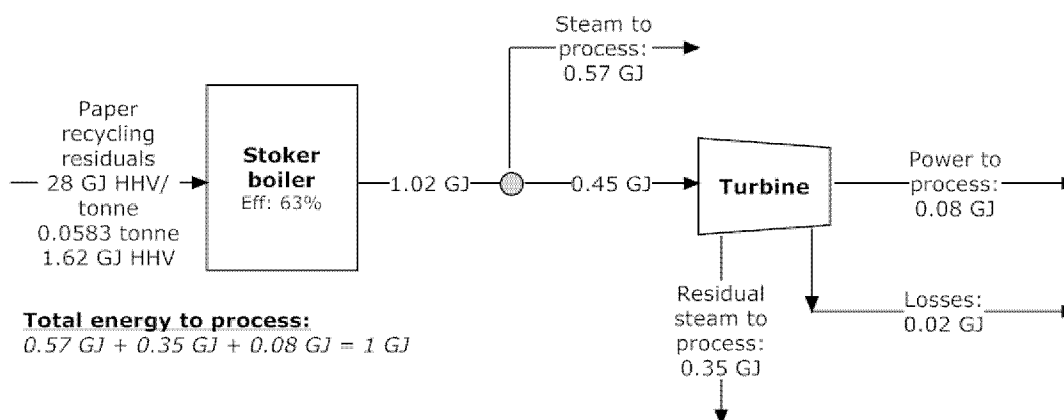 Steam to
process:
0.57 GJ
Paper
recycling
residuals
28 GJ HHV/
tonne
0.0583 tonne
1.62 GJ HHV
Stoker
boiler
Eff: 63%
1.02 GJ
0.45 GJ
Turbine
Power to
process:
0.08 GJ
Residual
steam to
process:
0.35 GJ
Losses:
0.02 GJ
Total energy to process:
0.57 GJ + 0.35 GJ + 0.08 GJ = 1 GJ